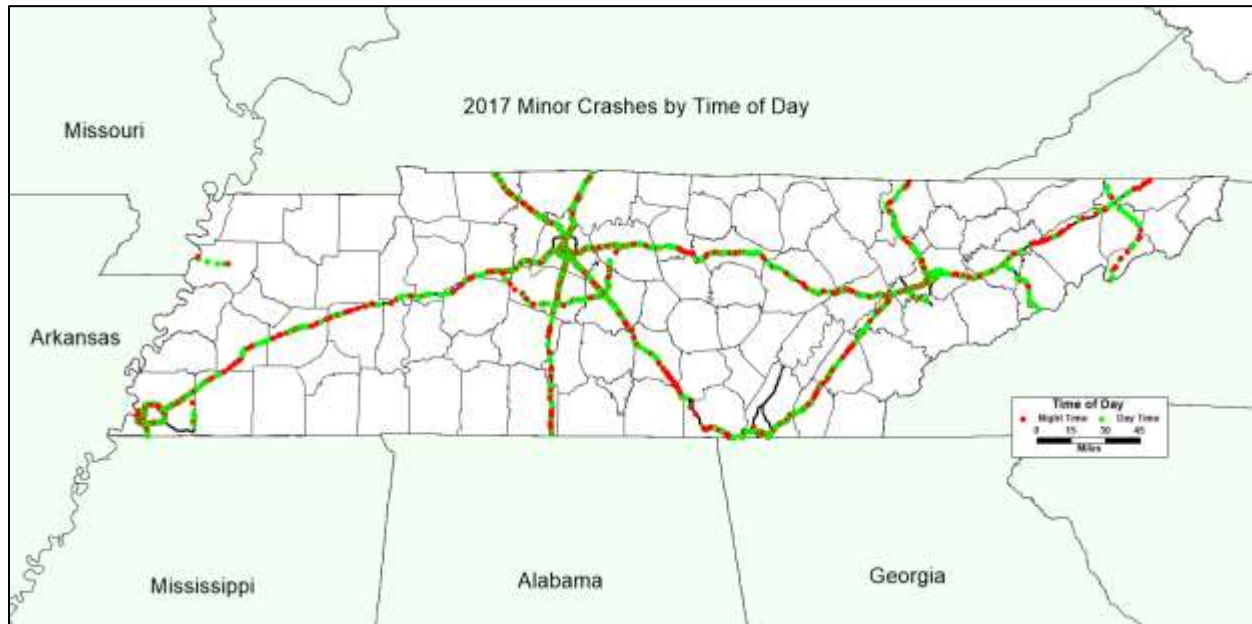 2017 Minor Crashes by Time of Day
Missouri
Arkansas
Time of Day
Night Time Day Time
0 15 30 45
Miles
Mississippi
Alabama
Georgia